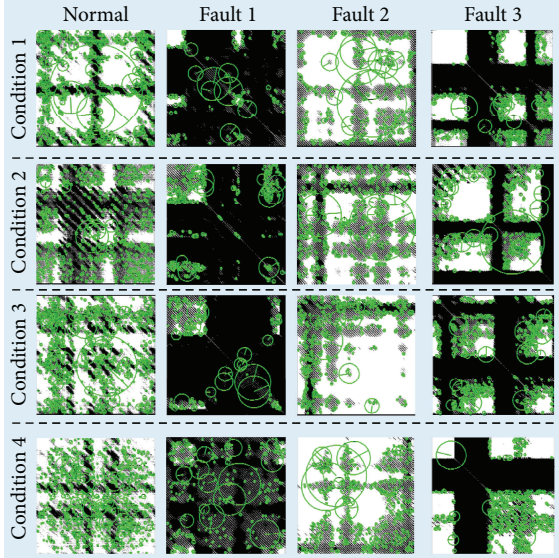 Normal Fault 1 Fault 2 Fault 3
Condition 1
Condition 2
Condition 3
Condition 4